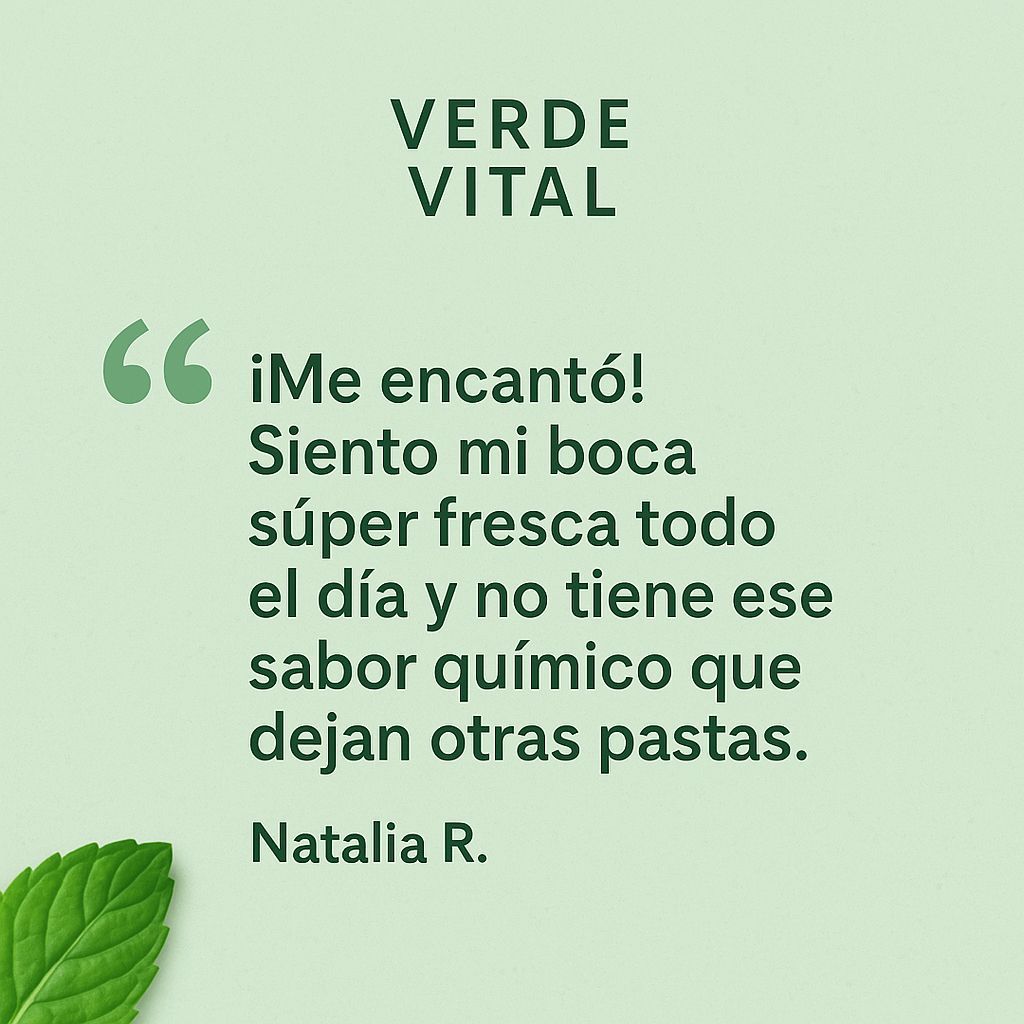 VERDE
VITAL
“
¡Me encantó!
Siento mi boca
súper fresca todo
el día y no tiene ese
sabor químico que
dejan otras pastas.
Natalia R.